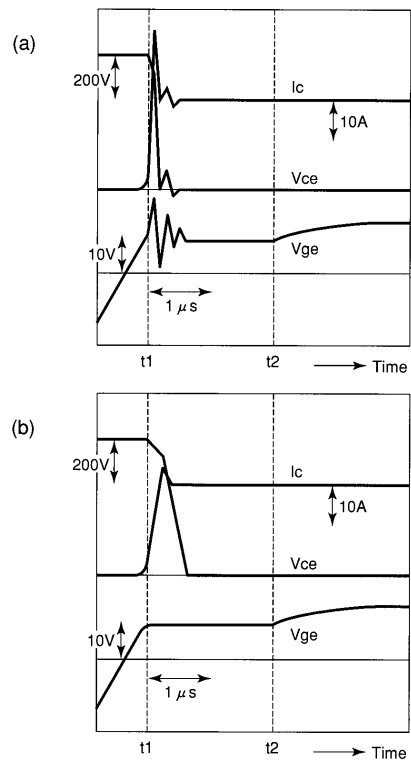 (a)
200V
Ic
10A
Vce
10V
Vge
1 μs
t1
t2
Time
(b)
200V
Ic
10A
Vce
10V
Vge
1 μs
t1
t2
Time